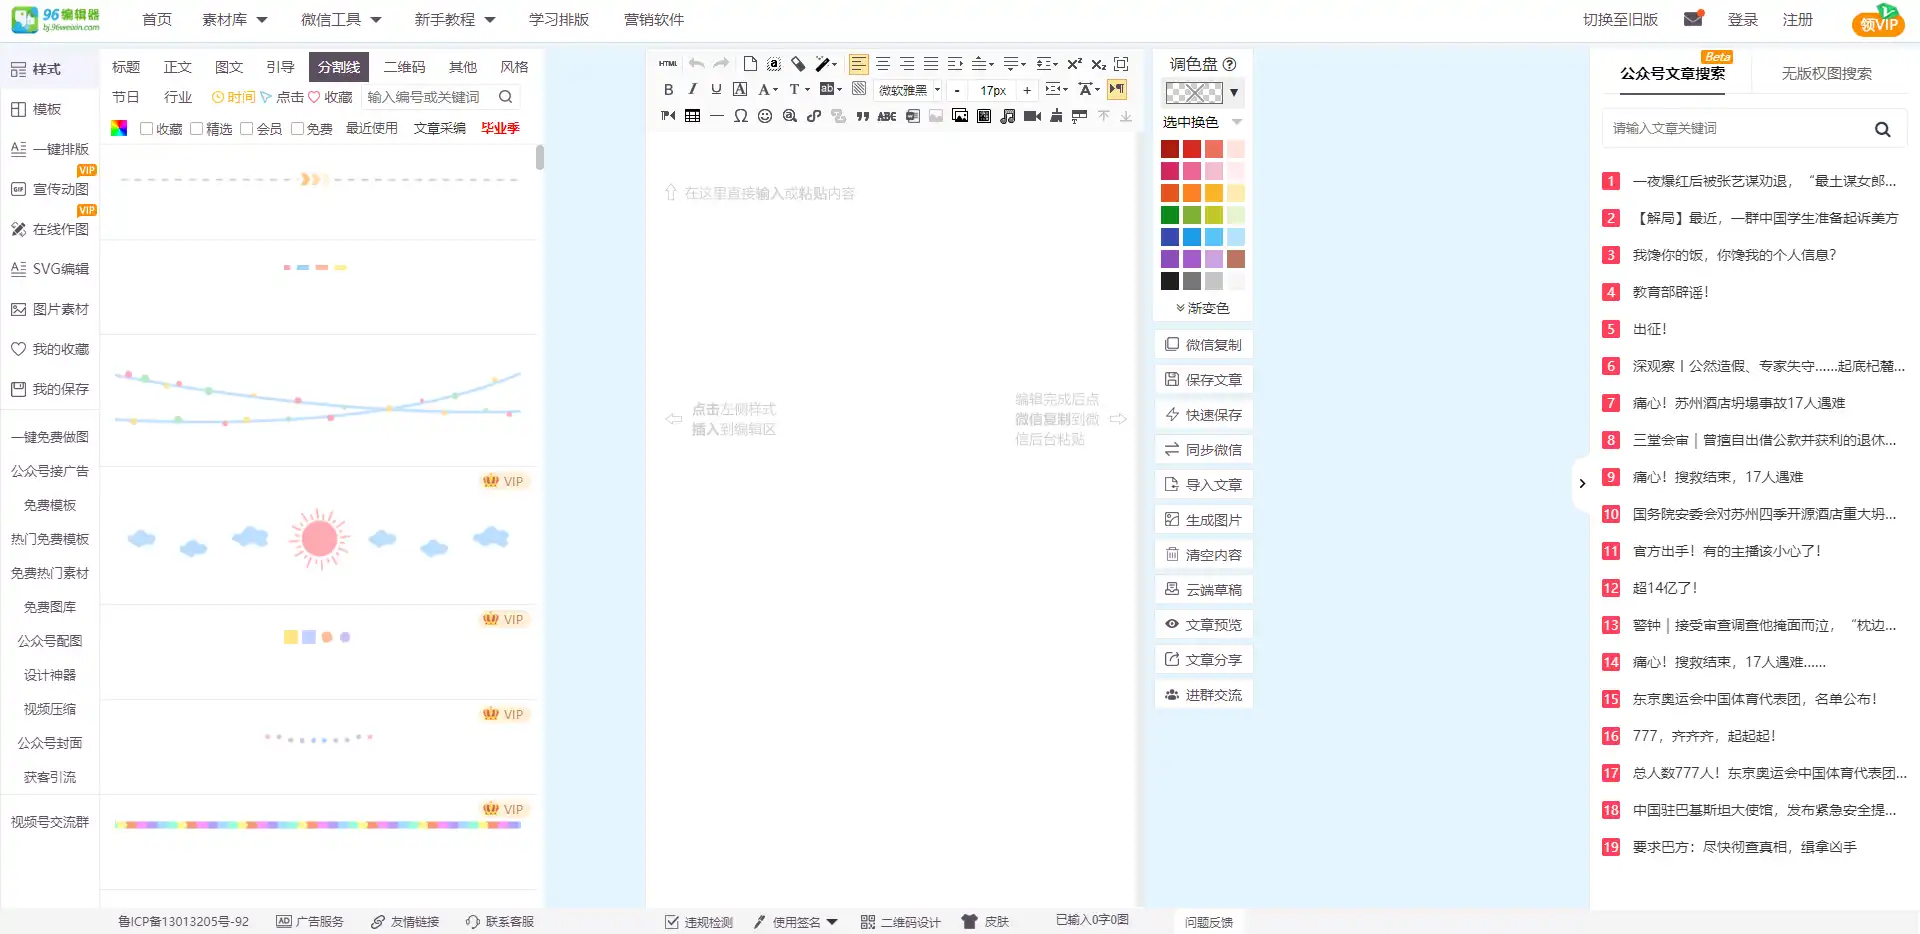 96编辑器
bj.96weixin.com
首页
素材库
微信工具
新手教程
学习排版
营销软件
切换至旧版
登录
注册
领VIP
样式
模板
一键排版
VIP
宣传动图
VIP
在线作图
SVG编辑
图片素材
我的收藏
我的保存
一键免费做图
公众号接广告
免费模板
热门免费模板
免费热门素材
免费图库
公众号配图
设计神器
视频压缩
公众号封面
获客引流
视频号交流群
标题 正文 图文 引导 分割线 二维码 其他 风格
节日 行业 时间 点击 收藏 输入编号或关键词
收藏 精选 会员 免费 最近使用 文章采编 毕业季
VIP
VIP
VIP
VIP
HTML
微软雅黑 - 17px +
在这里直接输入或粘贴内容
点击左侧样式
插入到编辑区
编辑完成后点
微信复制到微
信后台粘贴
调色盘
选中换色
渐变色
微信复制
保存文章
快速保存
同步微信
导入文章
生成图片
清空内容
云端草稿
文章预览
文章分享
进群交流
Beta
公众号文章搜索 无版权图搜索
请输入文章关键词
1 一夜爆红后被张艺谋劝退，“最土谋女郎...
2 【解局】最近，一群中国学生准备起诉美方
3 我馋你的饭，你馋我的个人信息？
4 教育部辟谣！
5 出征！
6 深观察丨公然造假、专家失守......起底杞麓...
7 痛心！苏州酒店坍塌事故17人遇难
8 三堂会审 | 曾擅自出借公款并获利的退休...
9 痛心！搜救结束，17人遇难
10 国务院安委会对苏州四季开源酒店重大坍...
11 官方出手！有的主播该小心了！
12 超14亿了！
13 警钟 | 接受审查调查他掩面而泣，“枕边...
14 痛心！搜救结束，17人遇难......
15 东京奥运会中国体育代表团，名单公布！
16 777，齐齐齐，起起起！
17 总人数777人！东京奥运会中国体育代表团...
18 中国驻巴基斯坦大使馆，发布紧急安全提...
19 要求巴方：尽快彻查真相，缉拿凶手
鲁ICP备13013205号-92
AD 广告服务
友情链接
联系客服
违规检测
使用签名
二维码设计
皮肤
已输入0字0图
问题反馈